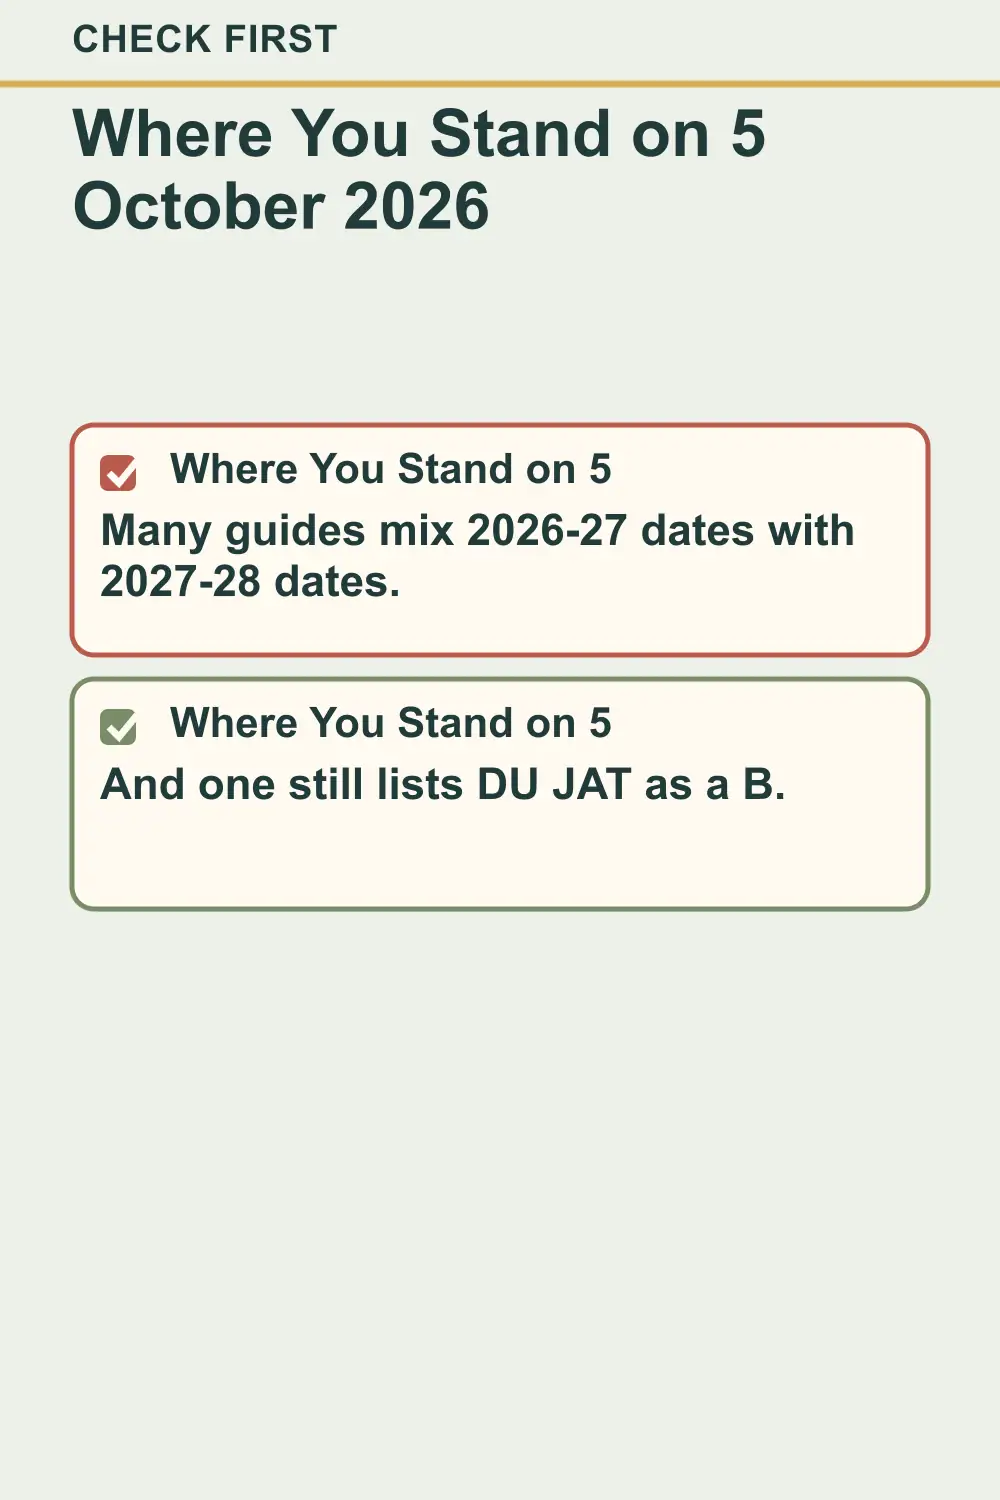 CHECK FIRST
Where You Stand on 5
October 2026
Where You Stand on 5
Many guides mix 2026-27 dates with
2027-28 dates.
Where You Stand on 5
And one still lists DU JAT as a B.